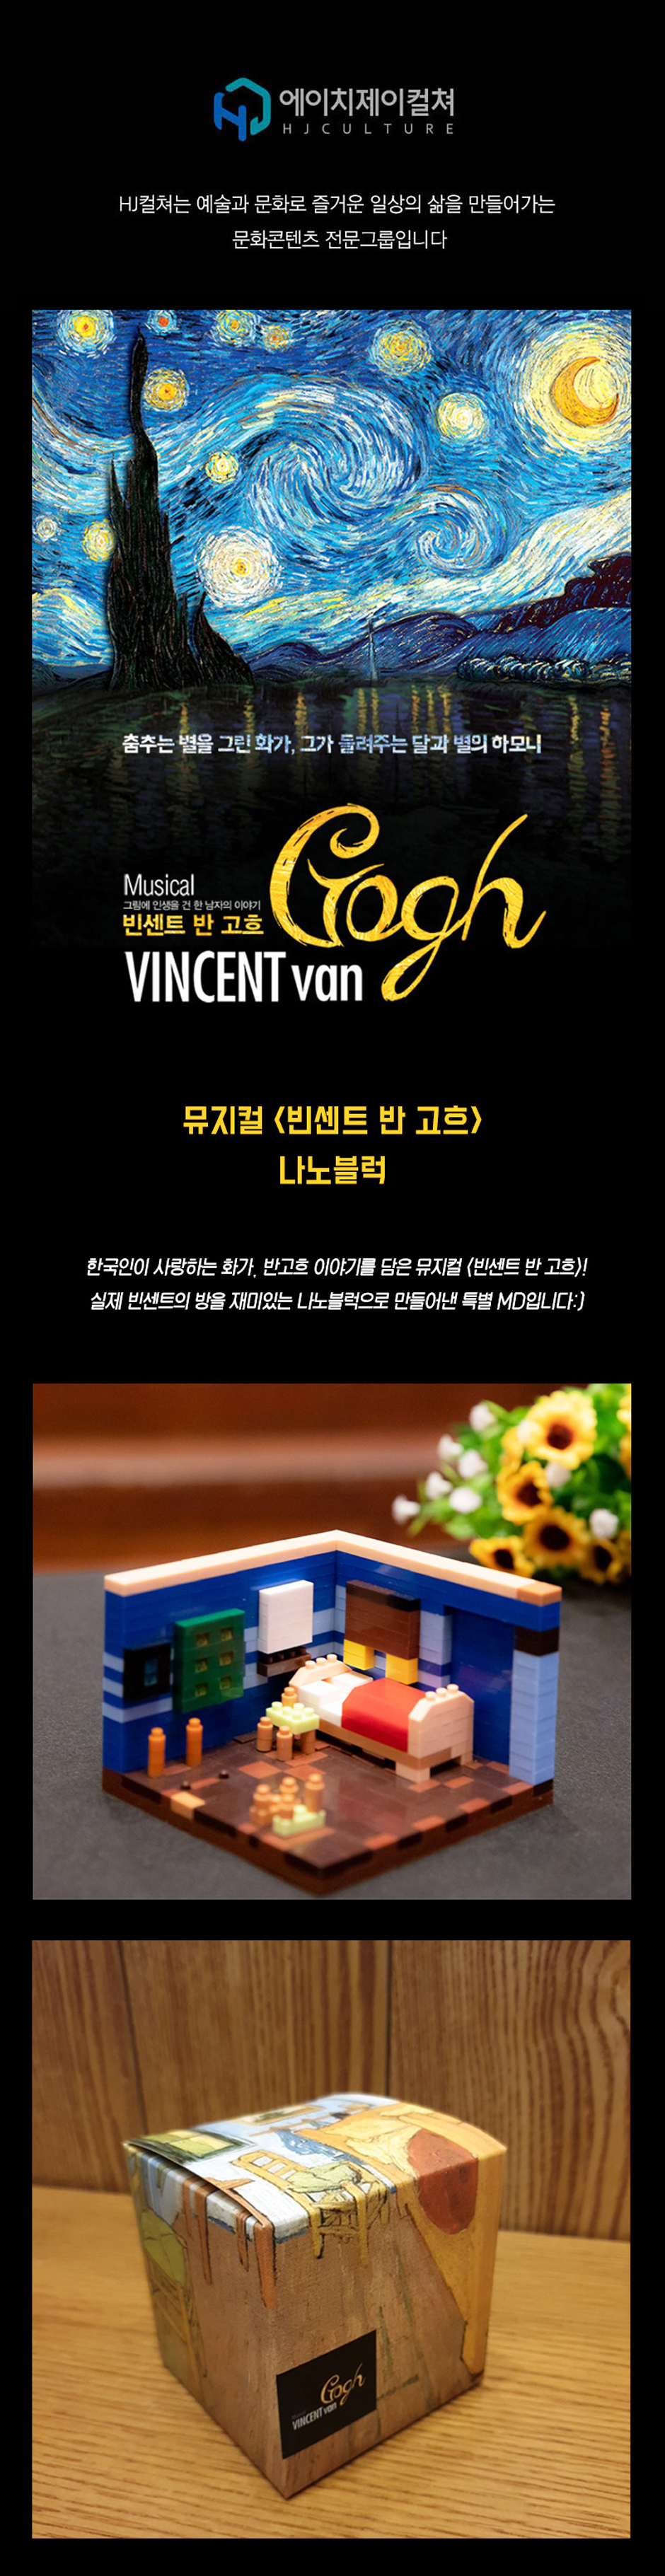 에이치제이컬쳐
HJCULTURE
HJ컬쳐는 예술과 문화로 즐거운 일상의 삶을 만들어가는
문화콘텐츠 전문그룹입니다
춤추는 별을 그린 화가, 그가 들려주는 달과 별의 하모니
Musical
그림에 인생을 건 한 남자의 이야기
빈센트 반 고흐
Gogh
VINCENT van
뮤지컬 <빈센트 반 고흐>
나노블럭
한국인이 사랑하는 화가, 반고흐 이야기를 담은 뮤지컬 <빈센트 반 고흐>!
실제 빈센트의 방을 재미있는 나노블럭으로 만들어낸 특별 MD입니다:)
Gogh
VINCENT van